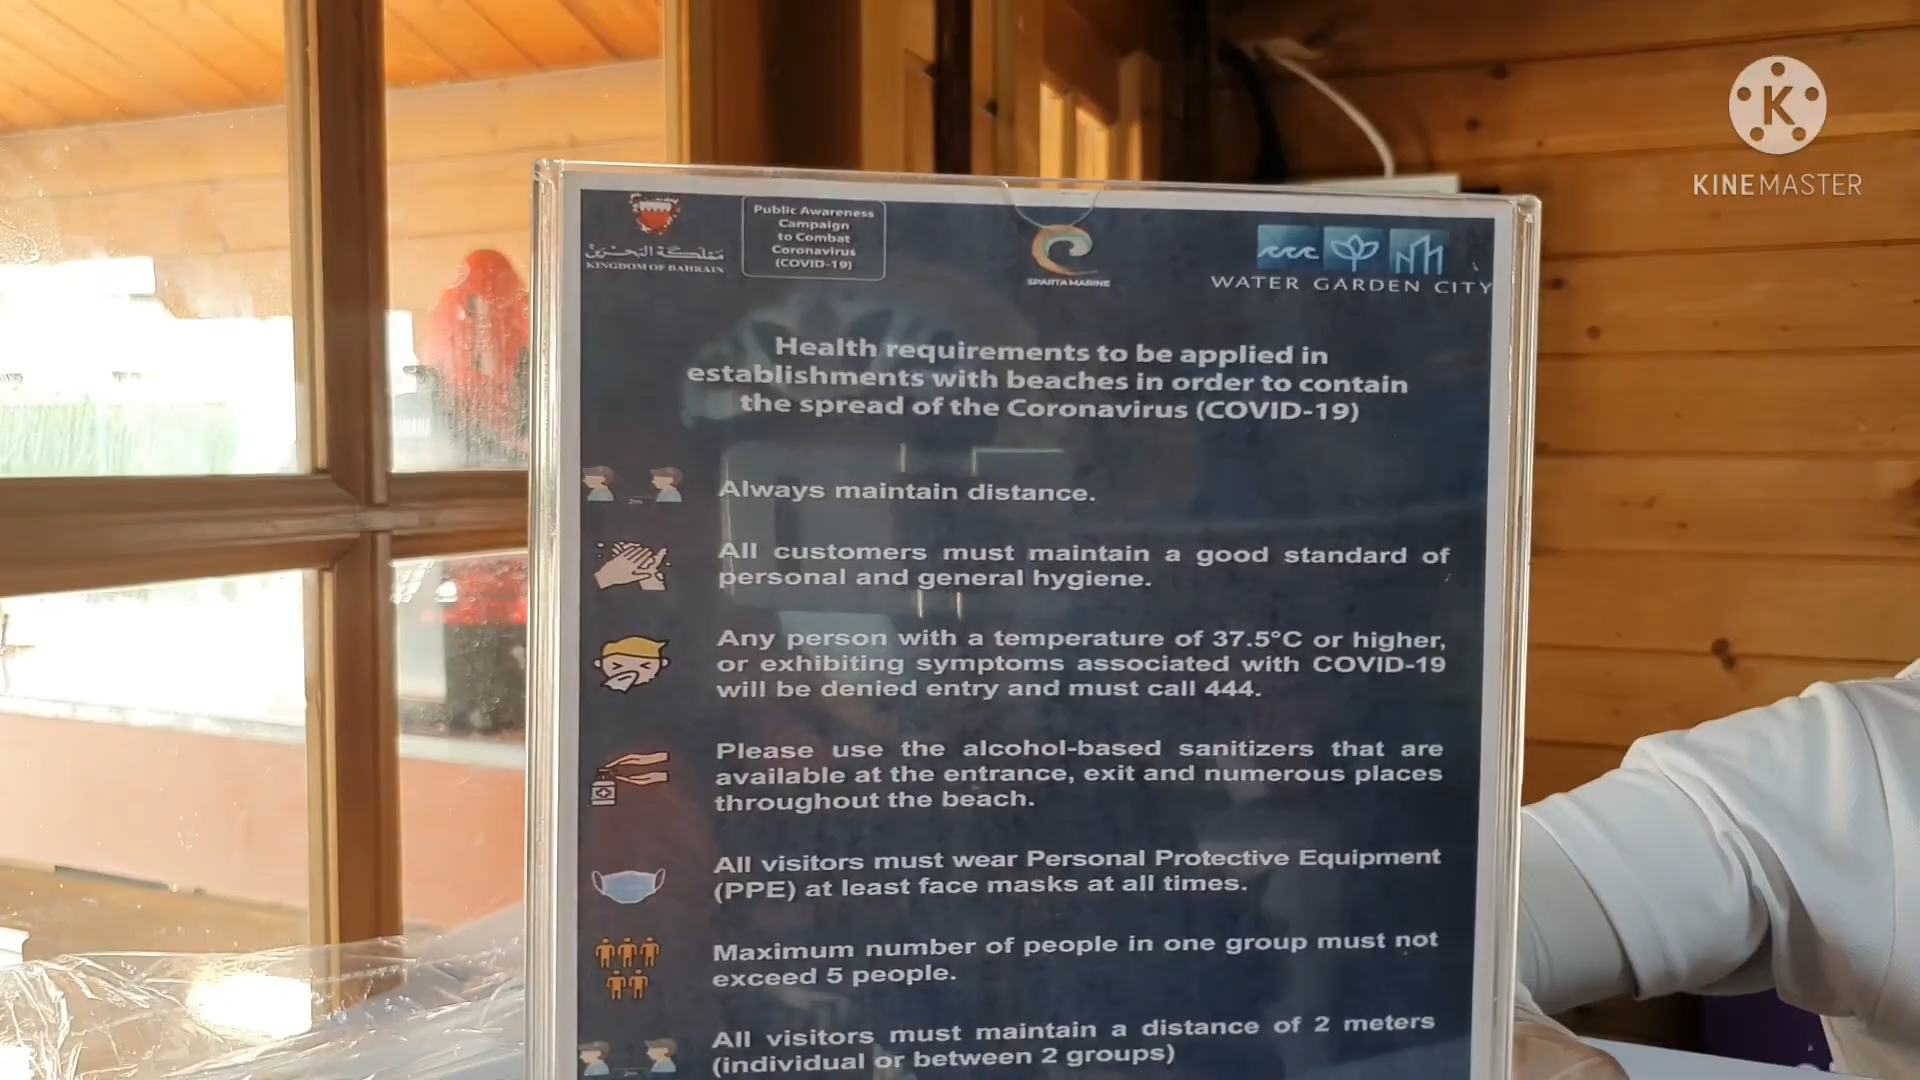 K
KINEMASTER
مملكة البحرين
KINGDOM OF BAHRAIN
Public Awareness
Campaign
to Combat
Coronavirus
(COVID-19)
SPARTA MARINE
WATER GARDEN CITY
Health requirements to be applied in
establishments with beaches in order to contain
the spread of the Coronavirus (COVID-19)
Always maintain distance.
All customers must maintain a good standard of
personal and general hygiene.
Any person with a temperature of 37.5°C or higher,
or exhibiting symptoms associated with COVID-19
will be denied entry and must call 444.
Please use the alcohol-based sanitizers that are
available at the entrance, exit and numerous places
throughout the beach.
All visitors must wear Personal Protective Equipment
(PPE) at least face masks at all times.
Maximum number of people in one group must not
exceed 5 people.
All visitors must maintain a distance of 2 meters
(individual or between 2 groups)